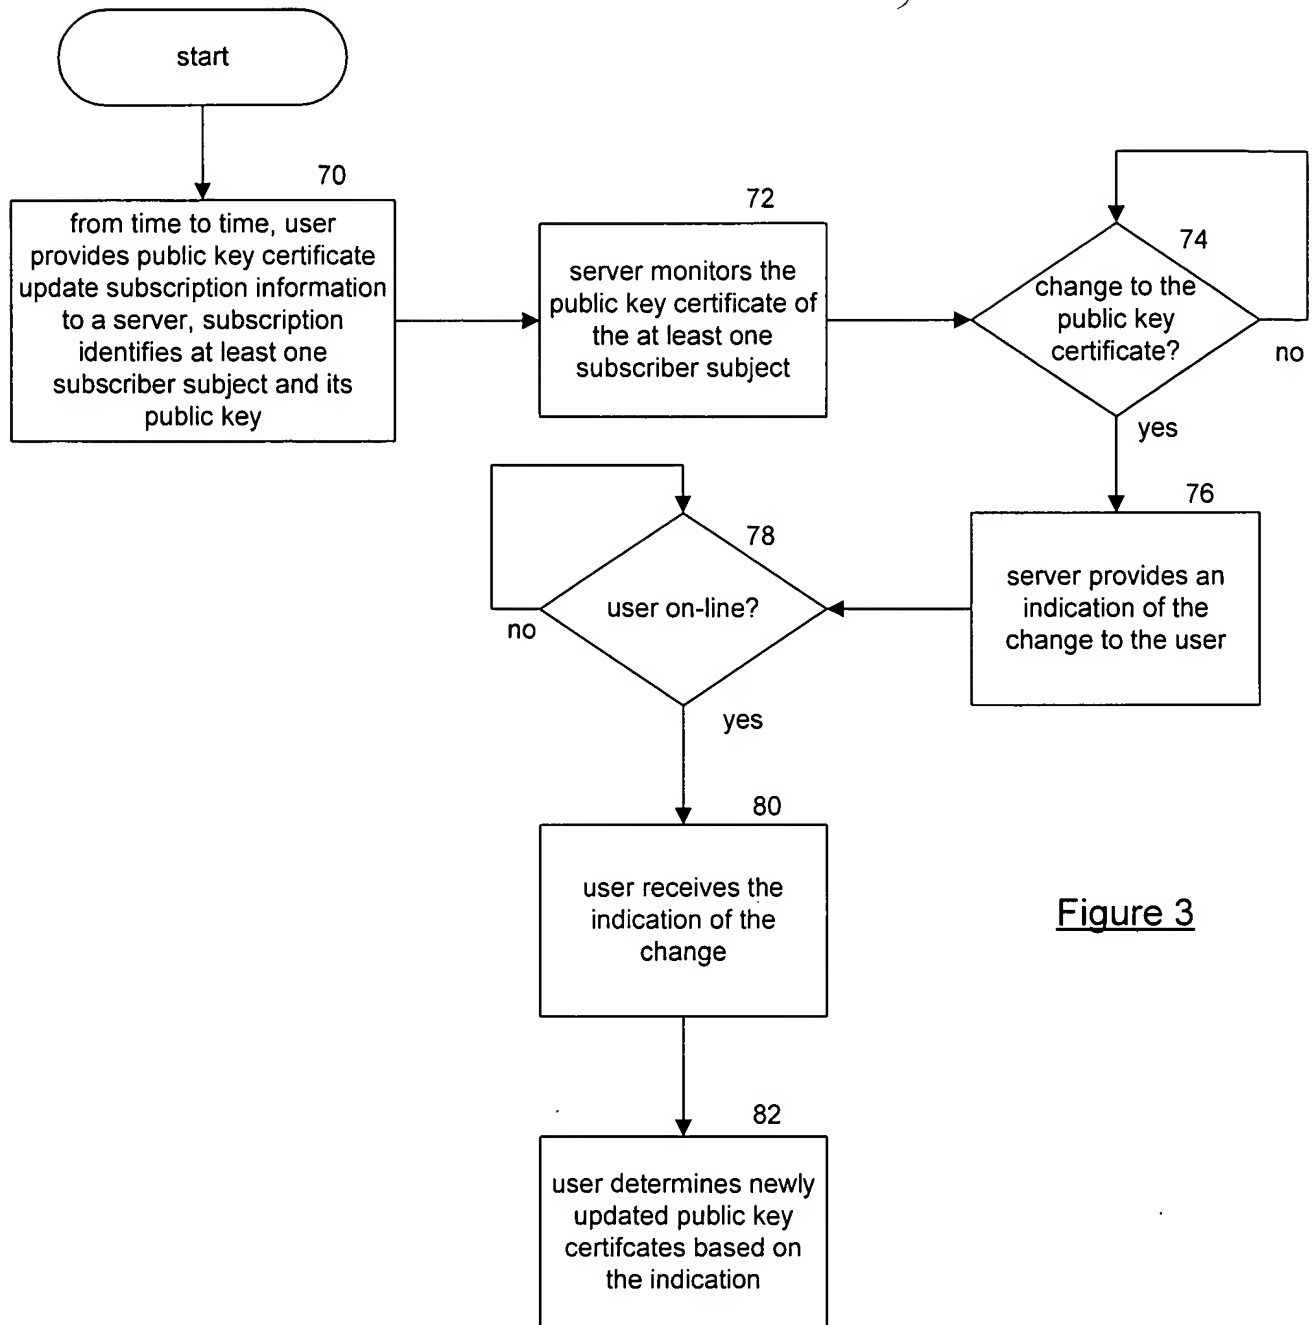 start
70
from time to time, user
provides public key certificate
update subscription information
to a server, subscription
identifies at least one
subscriber subject and its
public key
72
server monitors the
public key certificate of
the at least one
subscriber subject
74
change to the
public key
certificate?
no
yes
76
server provides an
indication of the
change to the user
78
user on-line?
no
yes
80
user receives the
indication of the
change
Figure 3
82
user determines newly
updated public key
certifcates based on
the indication